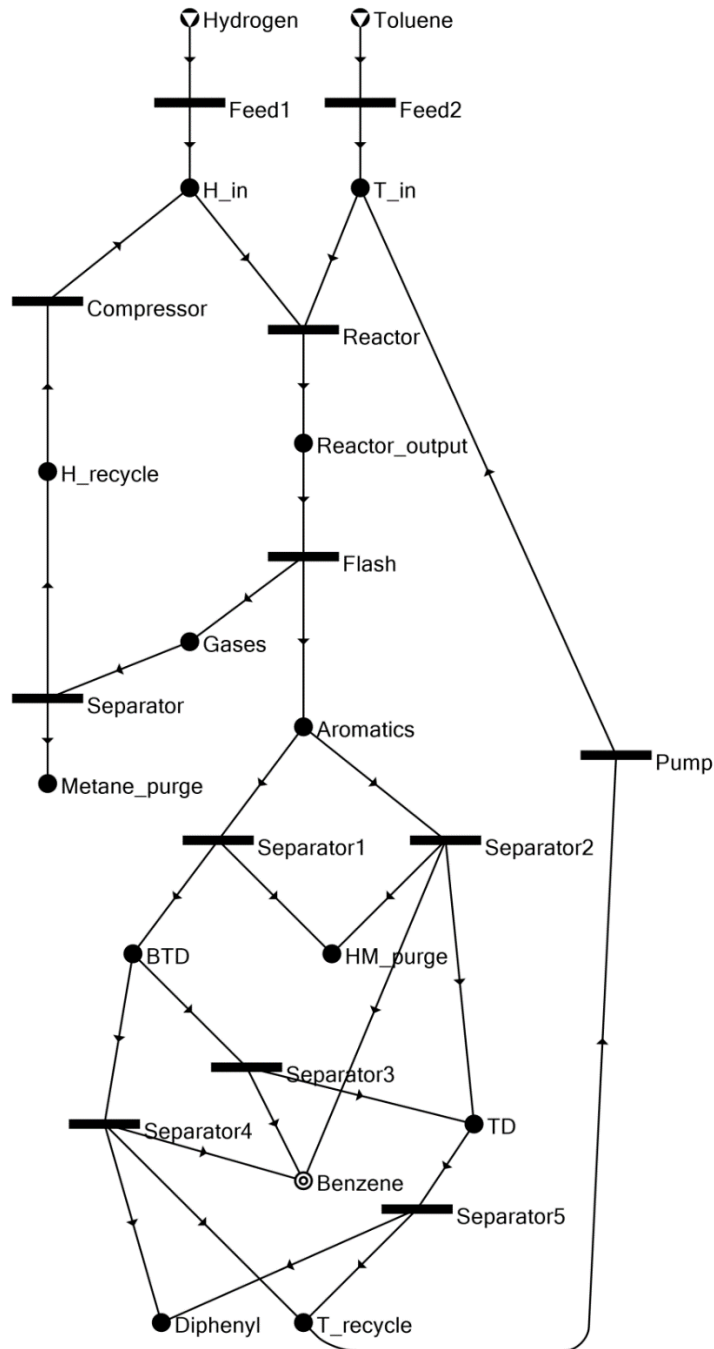 Hydrogen
Toluene
Feed1
Feed2
H_in
T_in
Compressor
Reactor
Reactor_output
H_recycle
Flash
Gases
Separator
Aromatics
Pump
Metane_purge
Separator1
Separator2
BTD
HM_purge
Separator3
Separator4
TD
Benzene
Separator5
Diphenyl
T_recycle